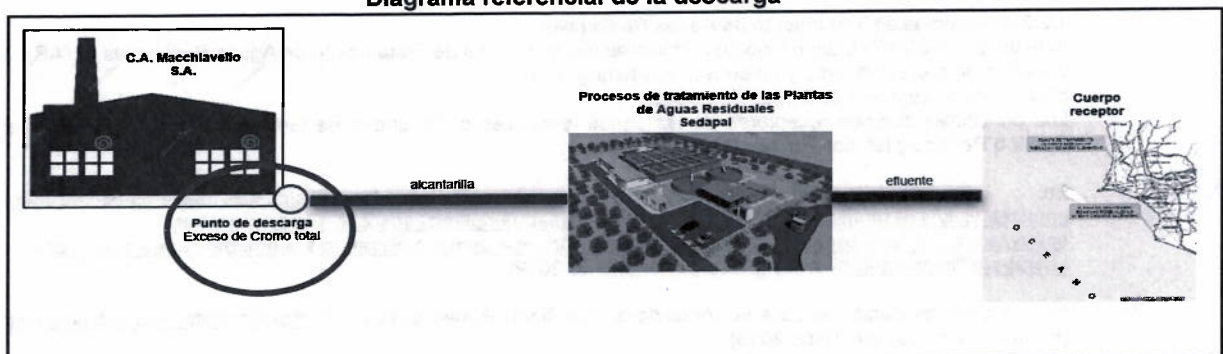 Diagrama referencial de la descarga
C.A. Macchiavello
S.A.
Procesos de tratamiento de las Plantas
de Aguas Residuales
Sedapal
Cuerpo
receptor
alcantarilla
efluente
Punto de descarga
Exceso de Cromo total